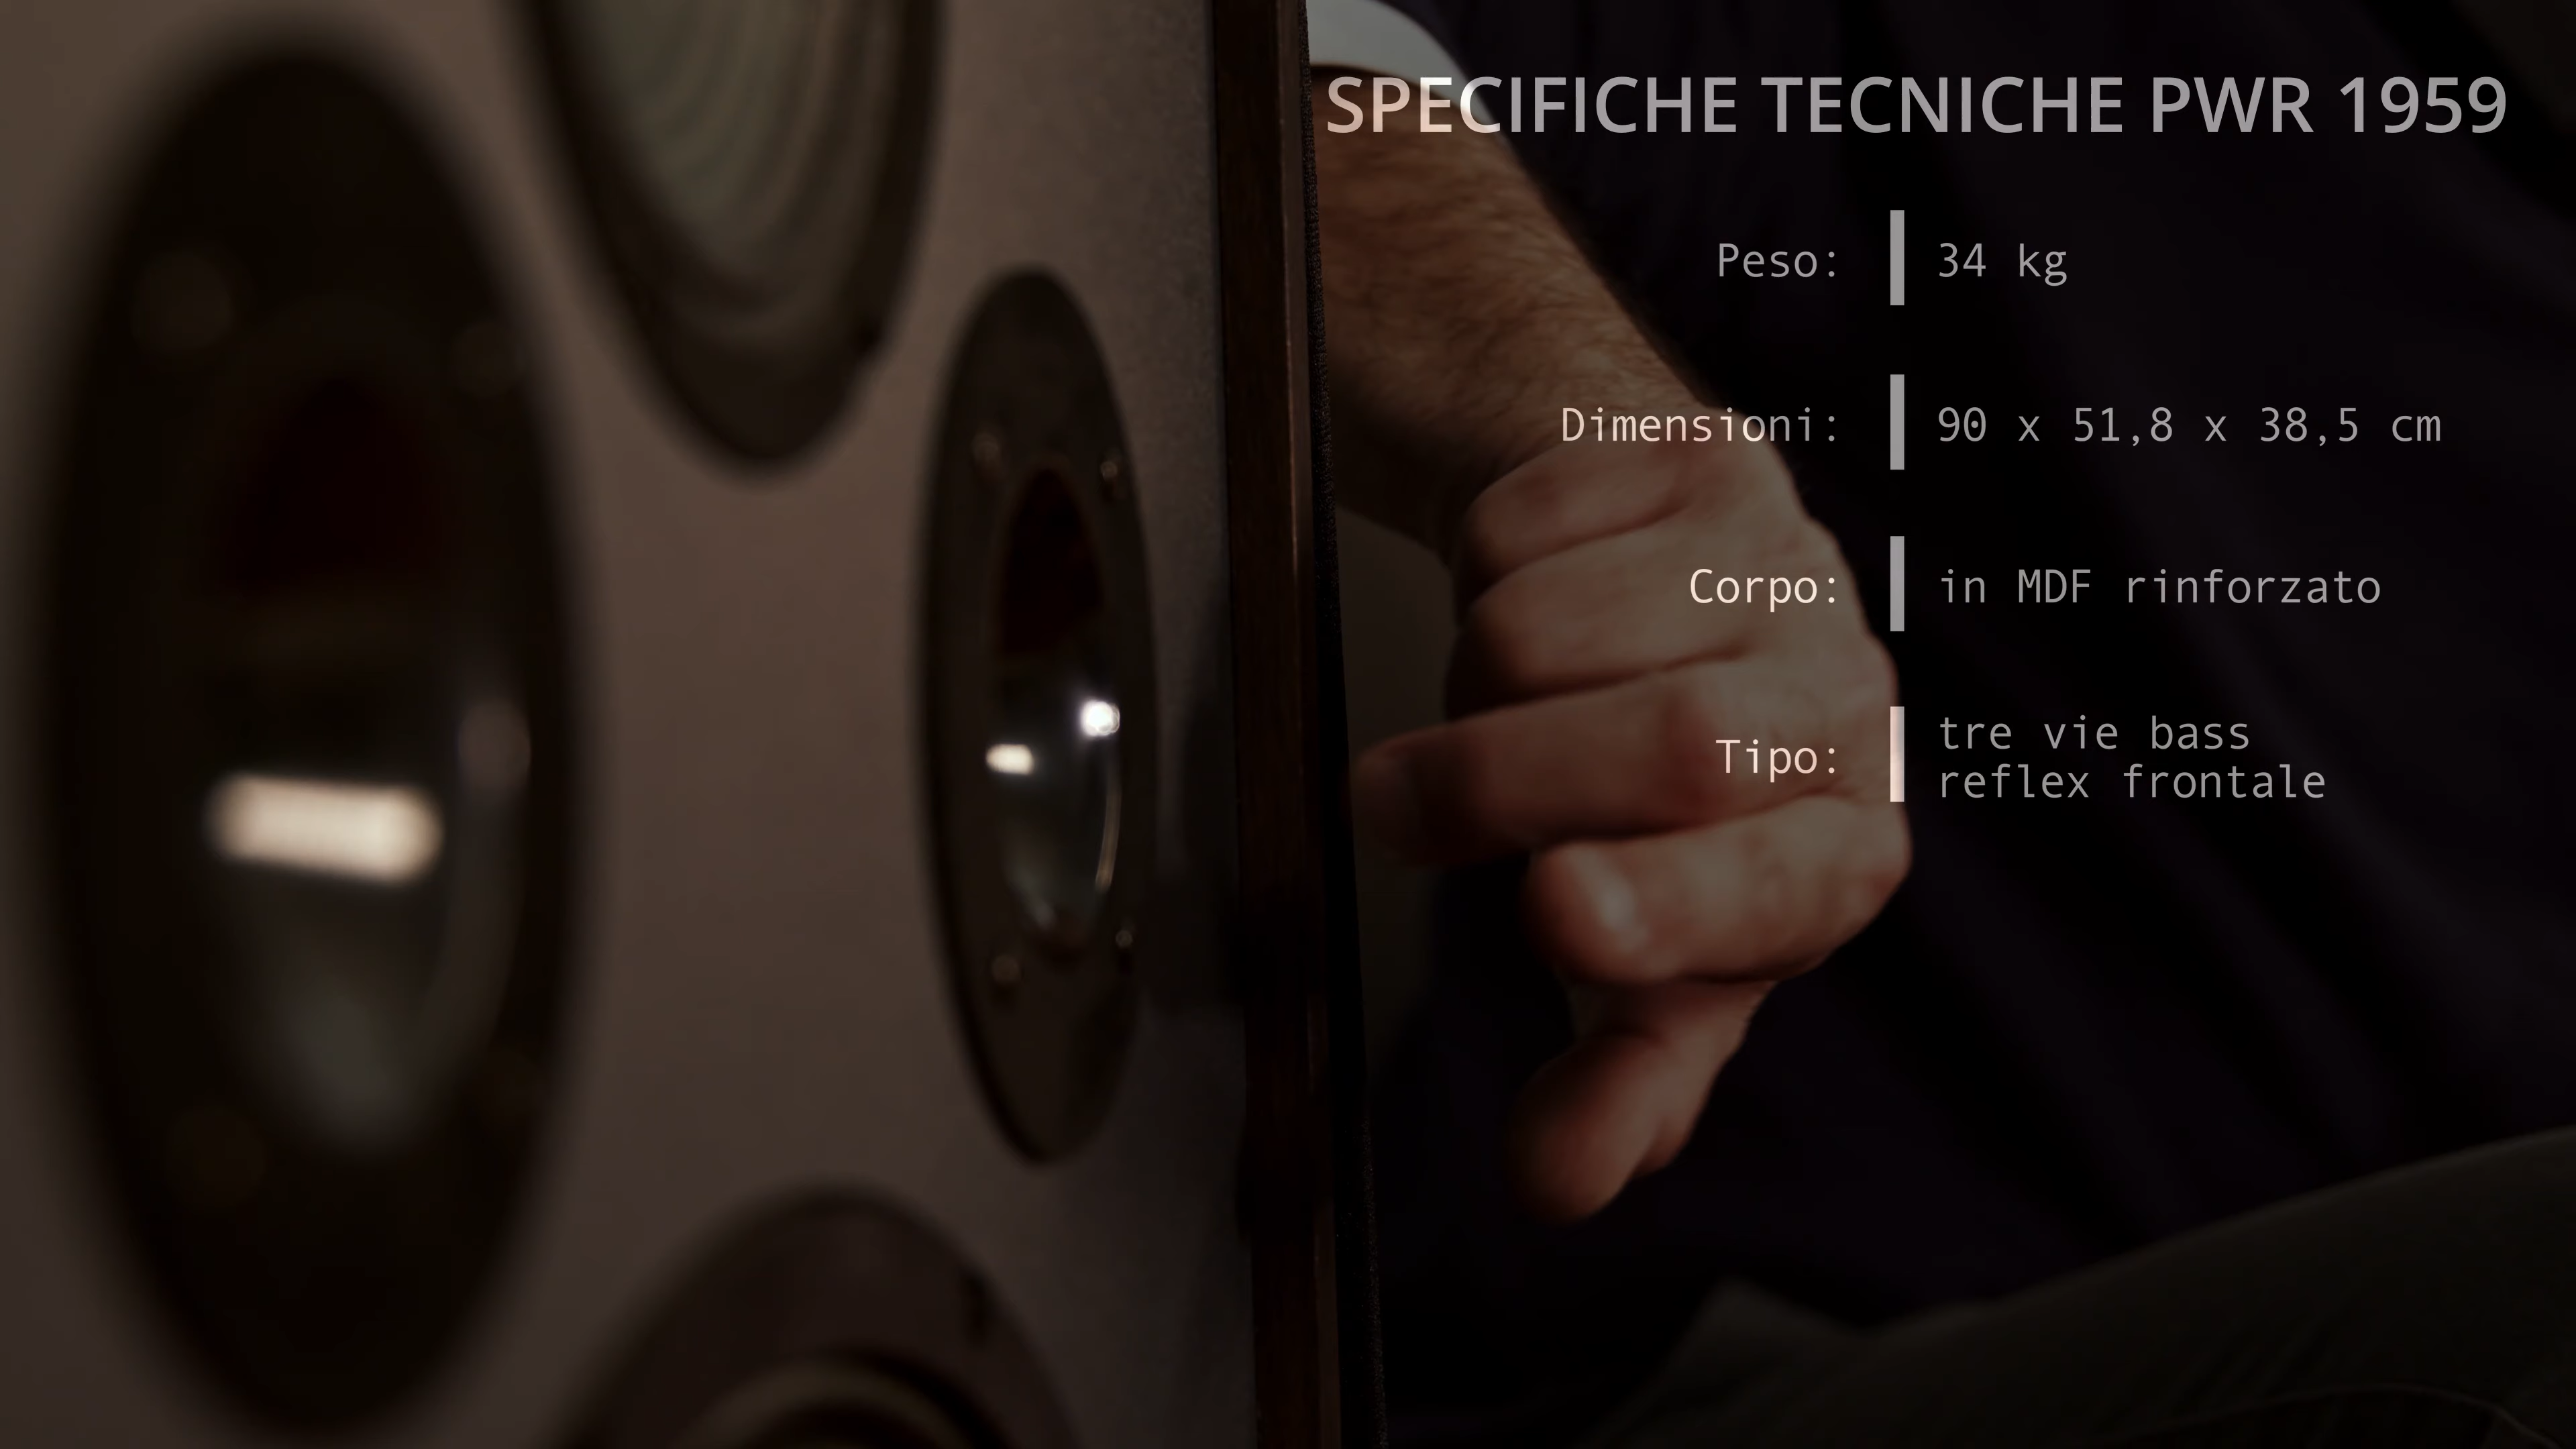 SPECIFICHE TECNICHE PWR 1959
Peso: 34 kg
Dimensioni: 90 x 51,8 x 38,5 cm
Corpo: in MDF rinforzato
Tipo: tre vie bass
reflex frontale